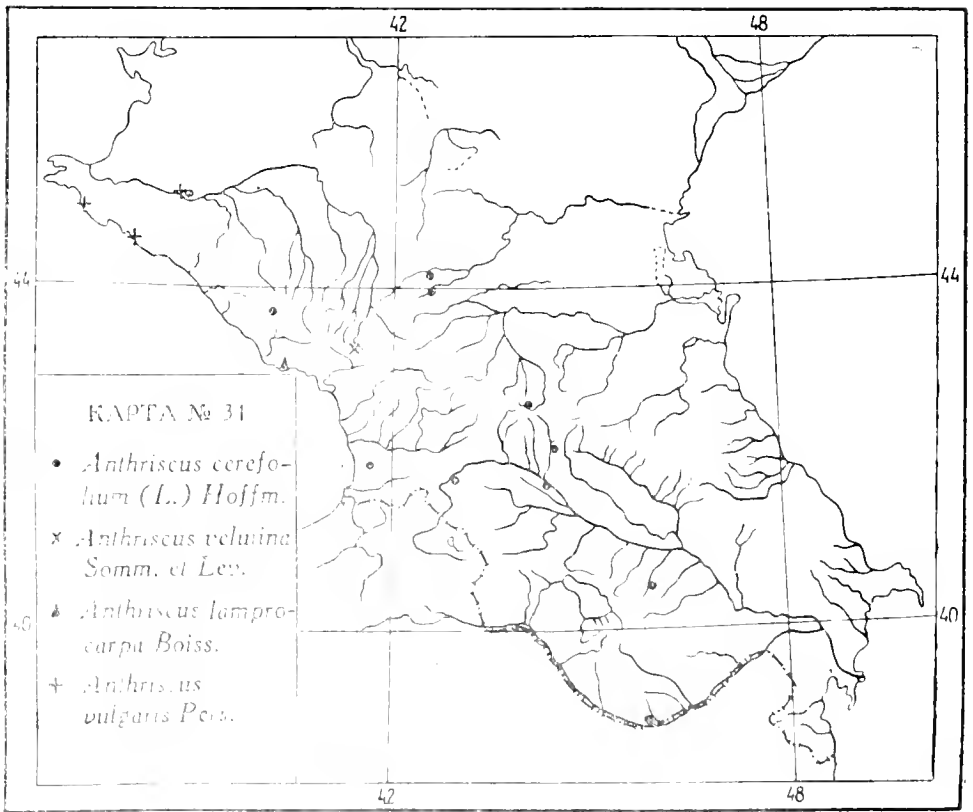 42 48
44 44
КАРТА № 31
Anthriscus cerefo-
lium (L.) Hoffm.
Anthriscus velutina
Somm. et Lev.
Anthriscus lampro-
carpa Boiss.
Anthriscus
vulgaris Pers.
40 40
42 48